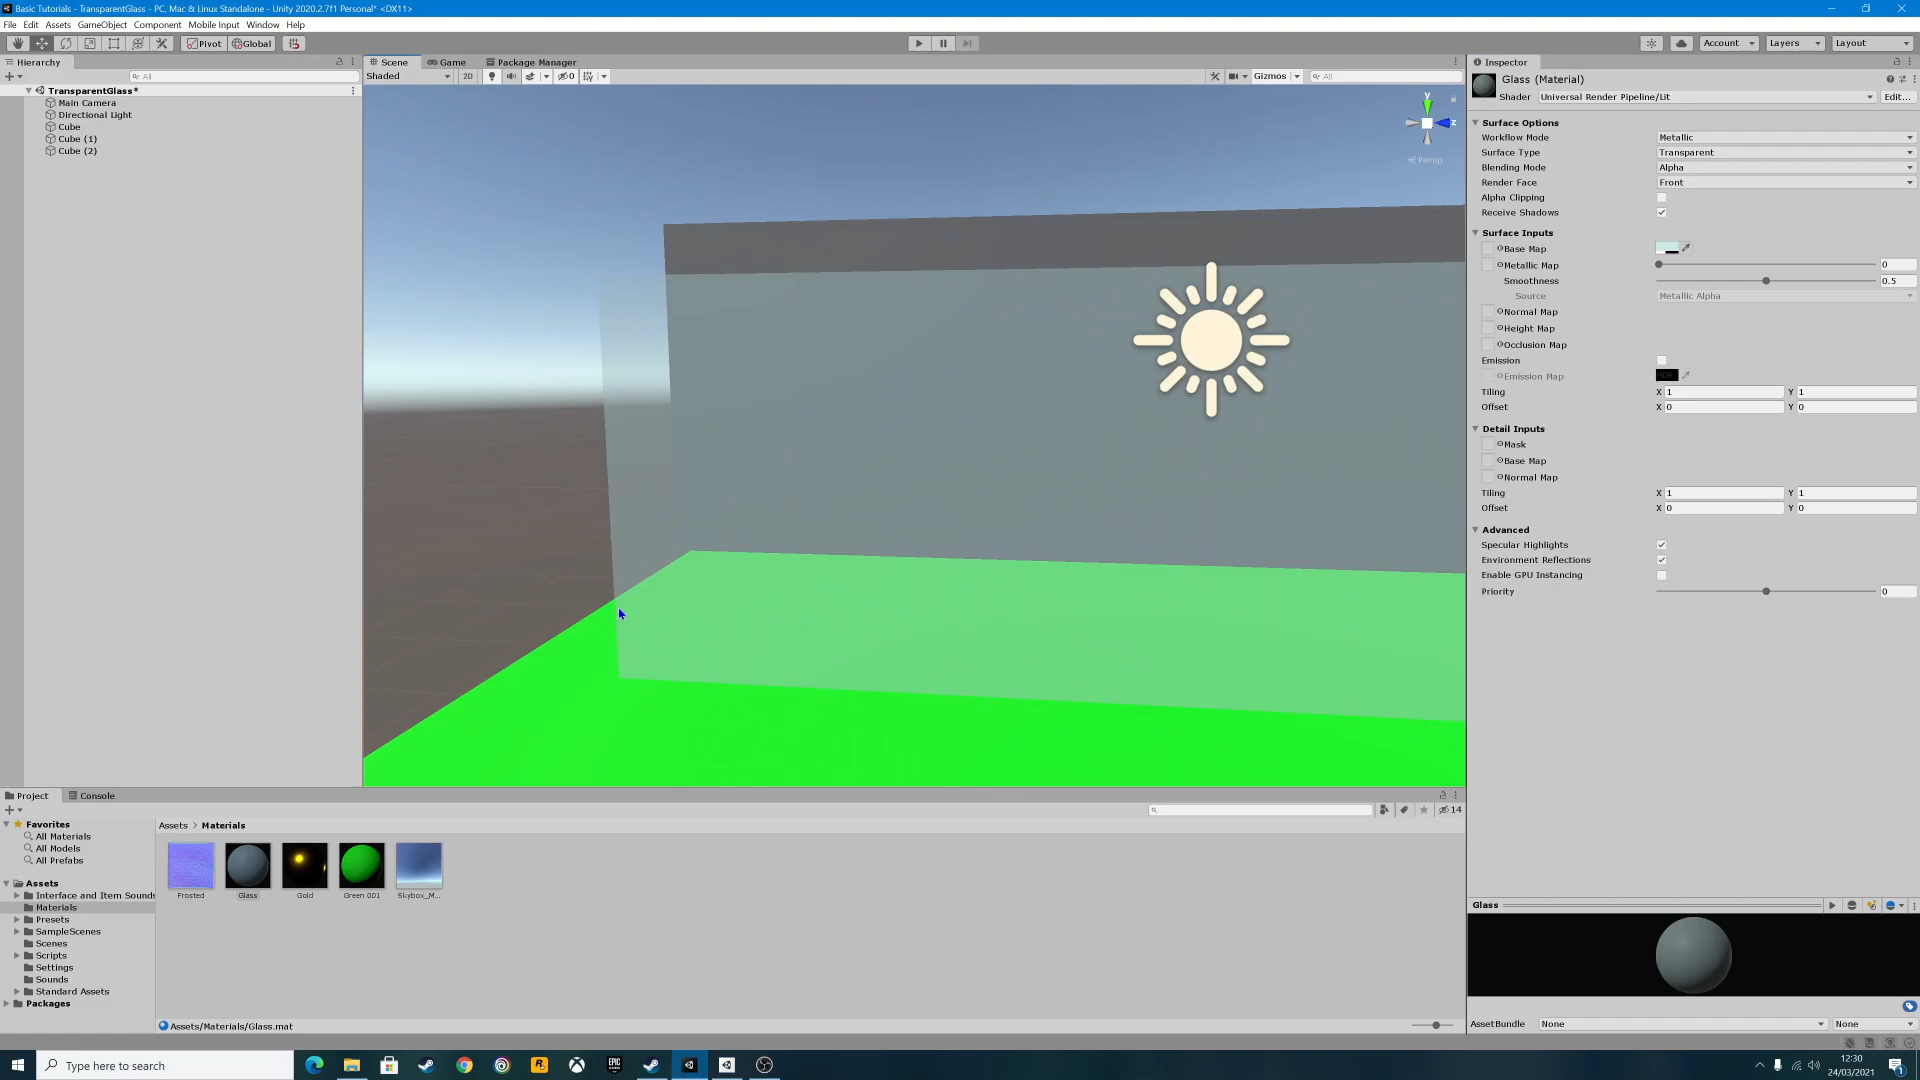 Basic Tutorials - TransparentGlass - PC, Mac & Linux Standalone - Unity 2020.2.7f1 Personal* <DX11>
File Edit Assets GameObject Component Mobile Input Window Help
Pivot Global Account Layers Layout
Hierarchy
All
TransparentGlass*
Main Camera
Directional Light
Cube
Cube (1)
Cube (2)
Scene Game Package Manager
Shaded 2D 0 Gizmos All
y
z
Persp
Inspector
Glass (Material)
Shader Universal Render Pipeline/Lit Edit...
Surface Options
Workflow Mode Metallic
Surface Type Transparent
Blending Mode Alpha
Render Face Front
Alpha Clipping
Receive Shadows
Surface Inputs
Base Map
Metallic Map 0
Smoothness 0.5
Source Metallic Alpha
Normal Map
Height Map
Occlusion Map
Emission
Emission Map HDR
Tiling X 1 Y 1
Offset X 0 Y 0
Detail Inputs
Mask
Base Map
Normal Map
Tiling X 1 Y 1
Offset X 0 Y 0
Advanced
Specular Highlights
Environment Reflections
Enable GPU Instancing
Priority 0
Project Console
14
Favorites
All Materials
All Models
All Prefabs
Assets
Interface and Item Sounds
Materials
Presets
SampleScenes
Scenes
Scripts
Settings
Sounds
Standard Assets
Packages
Assets > Materials
Frosted Glass Gold Green 001 Skybox_M...
Assets/Materials/Glass.mat
Glass
AssetBundle None None
Type here to search
EPIC GAMES
12:30
24/03/2021
1